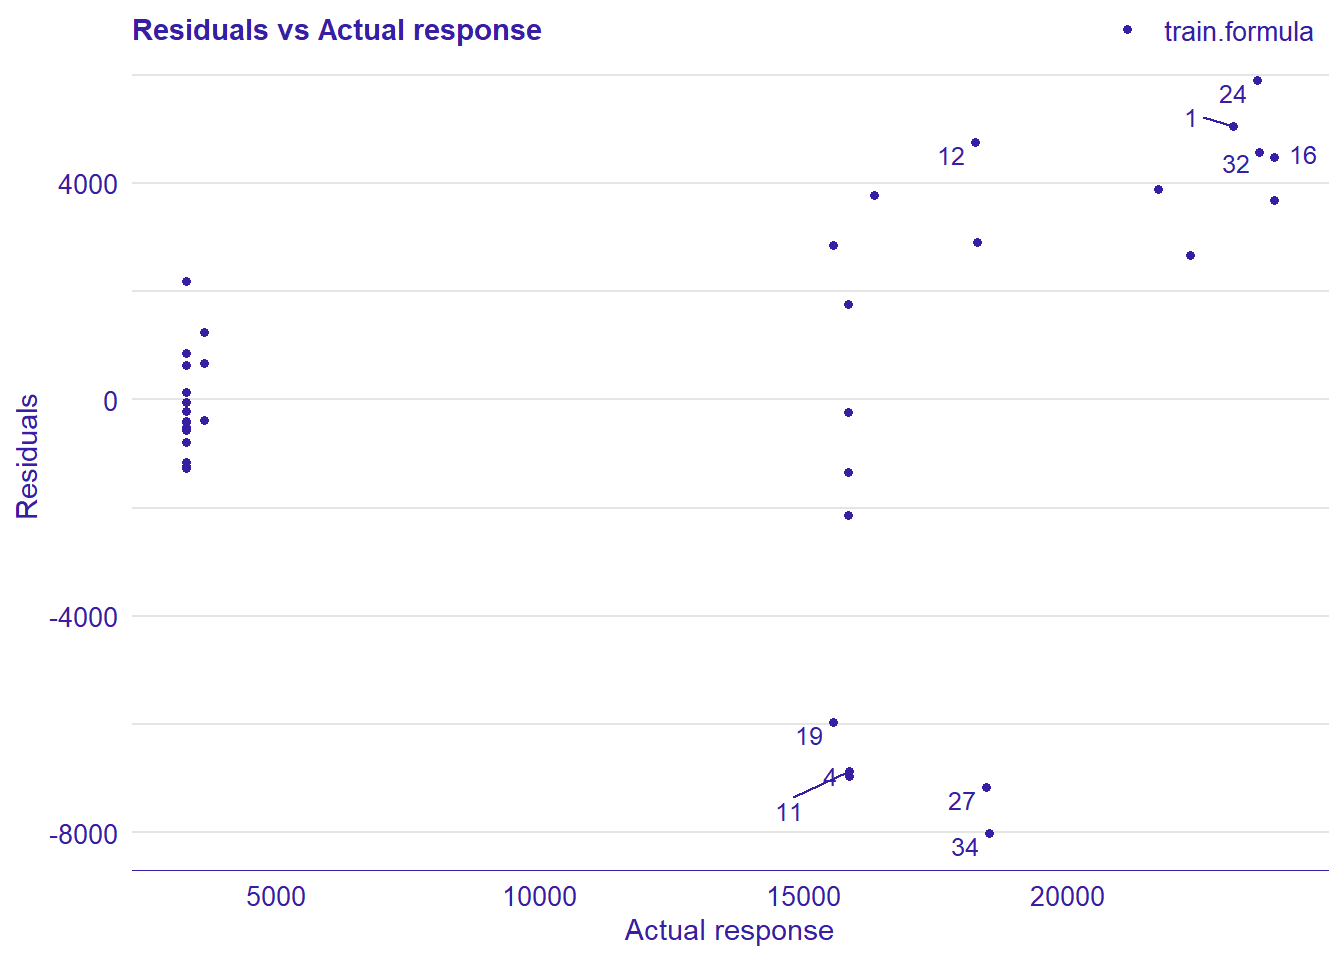 Residuals vs Actual response
train.formula
24
1
12
32
16
4000
0
Residuals
-4000
19
4
11
27
-8000
34
5000 10000 15000 20000
Actual response